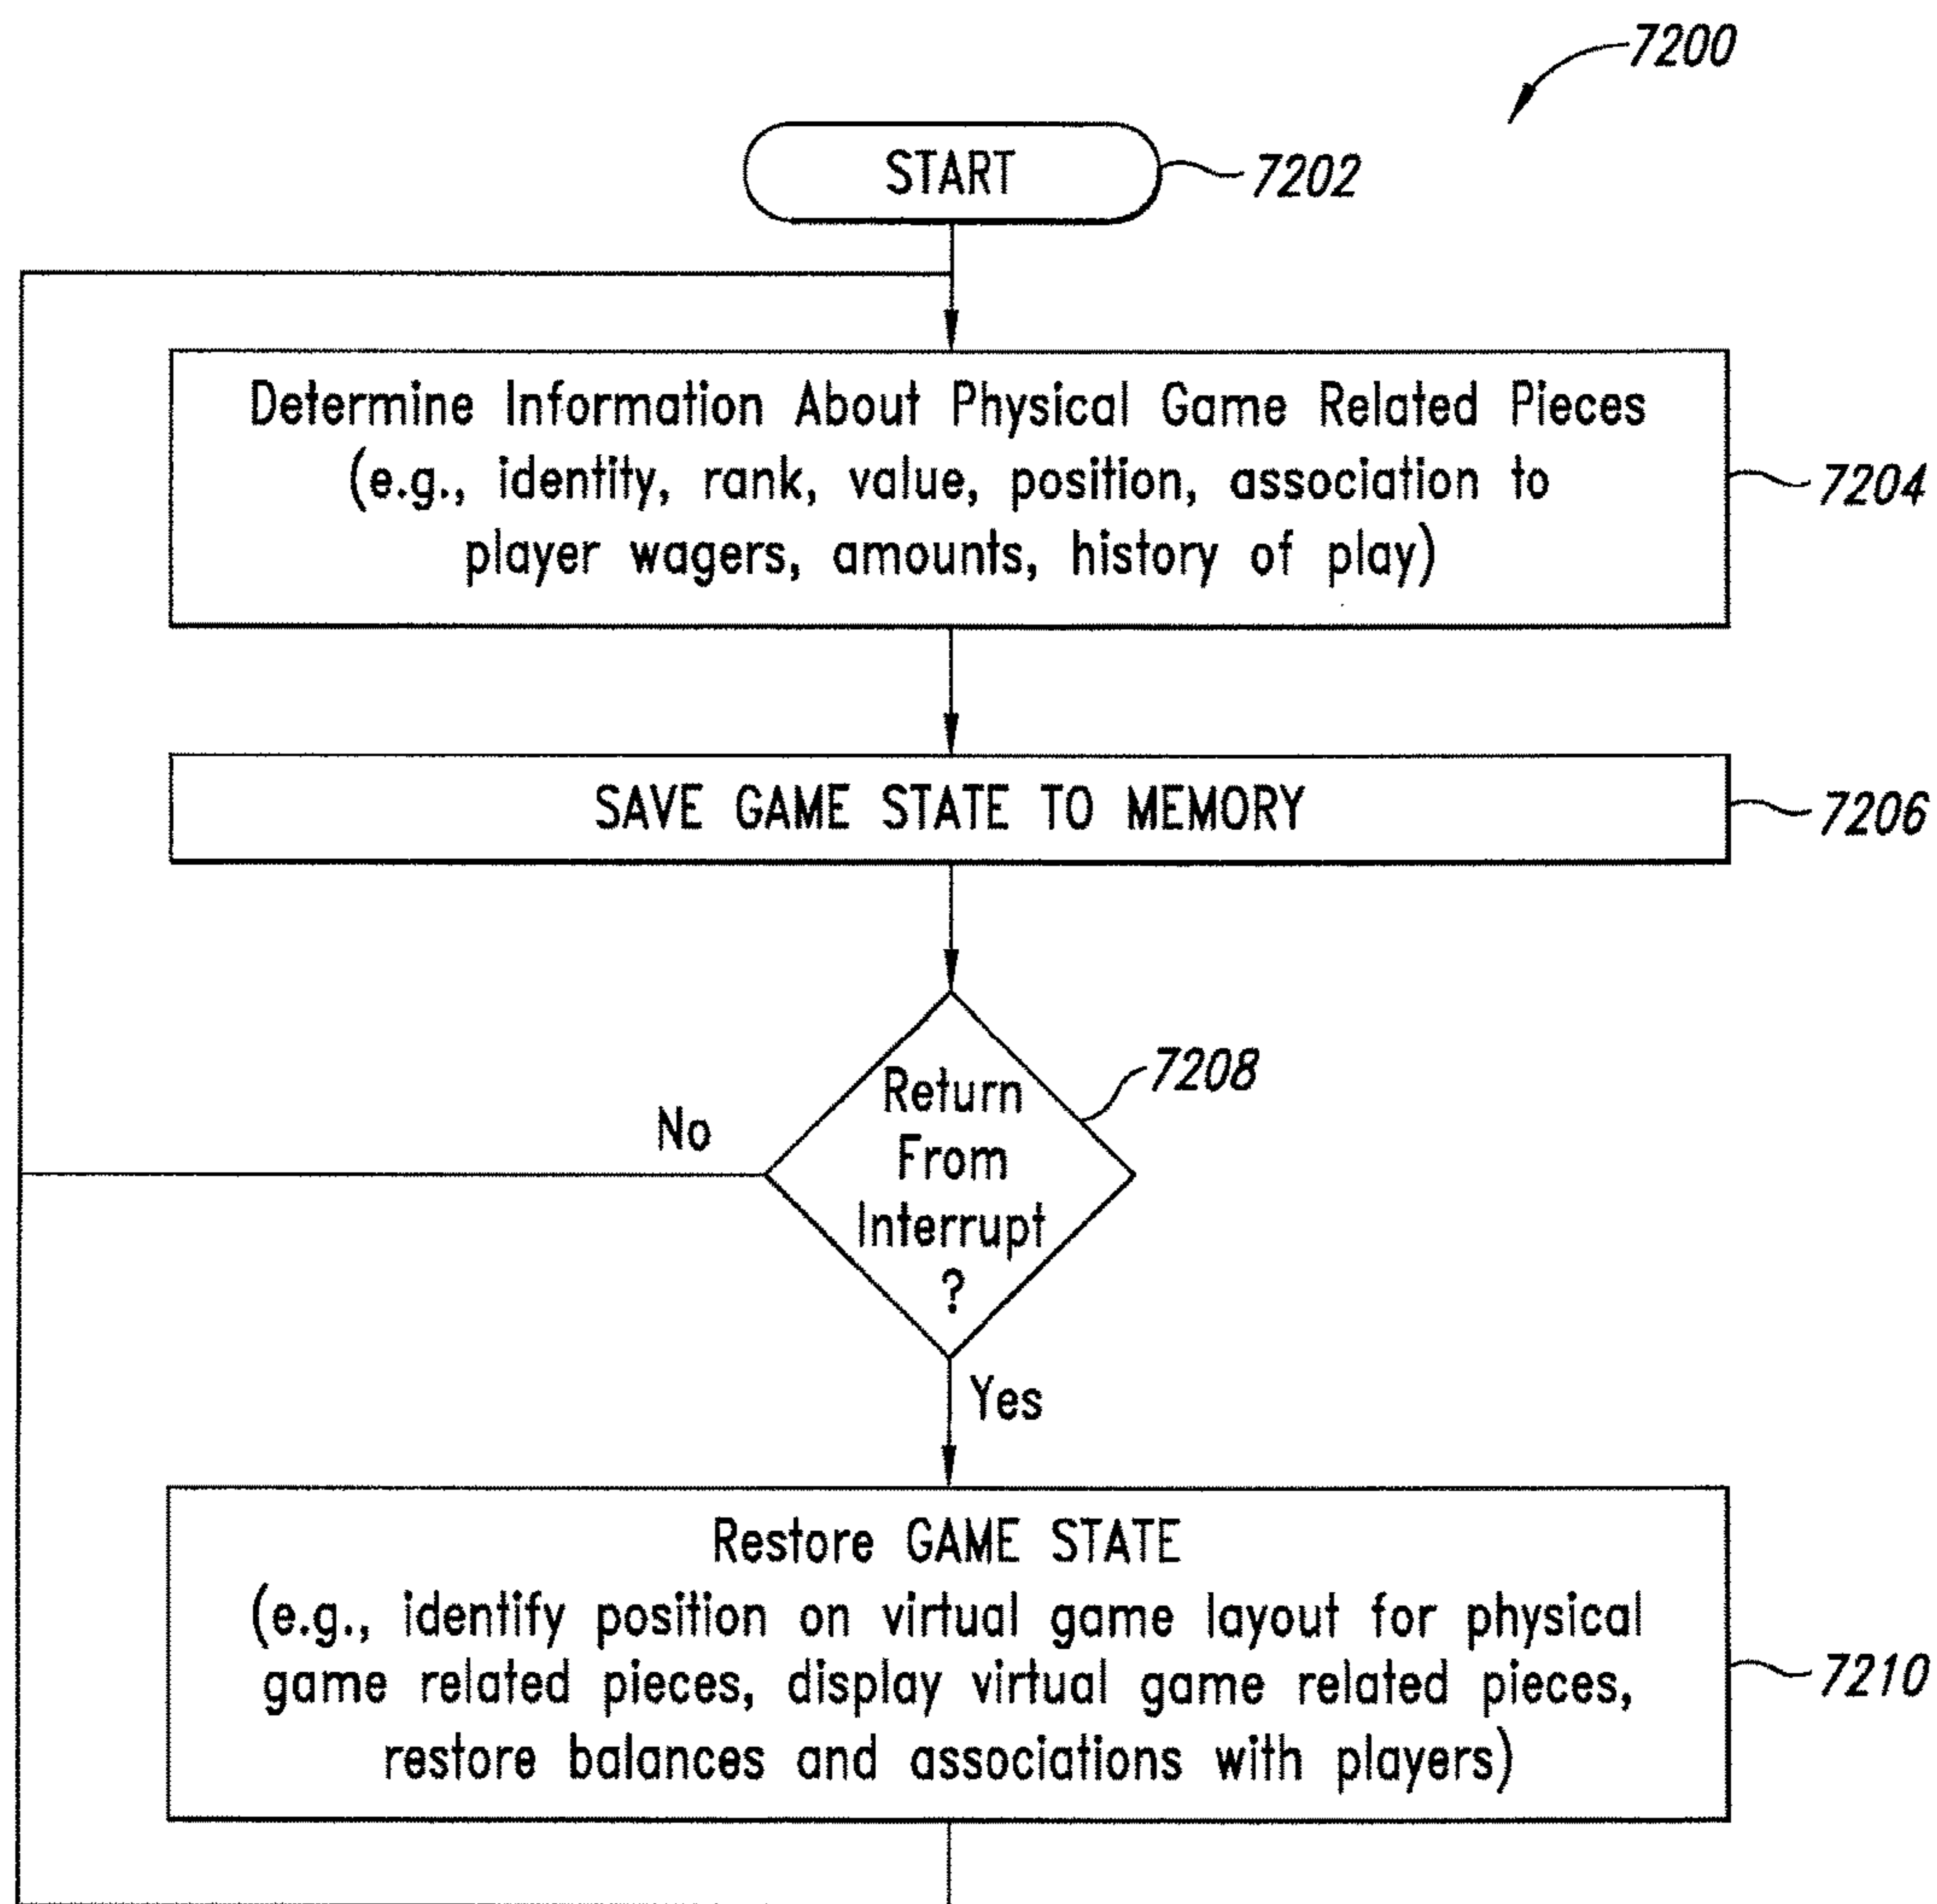 7200
START
7202
Determine Information About Physical Game Related Pieces
(e.g., identity, rank, value, position, association to
player wagers, amounts, history of play)
7204
SAVE GAME STATE TO MEMORY
7206
Return
From
Interrupt
?
7208
No
Yes
Restore GAME STATE
(e.g., identify position on virtual game layout for physical
game related pieces, display virtual game related pieces,
restore balances and associations with players)
7210